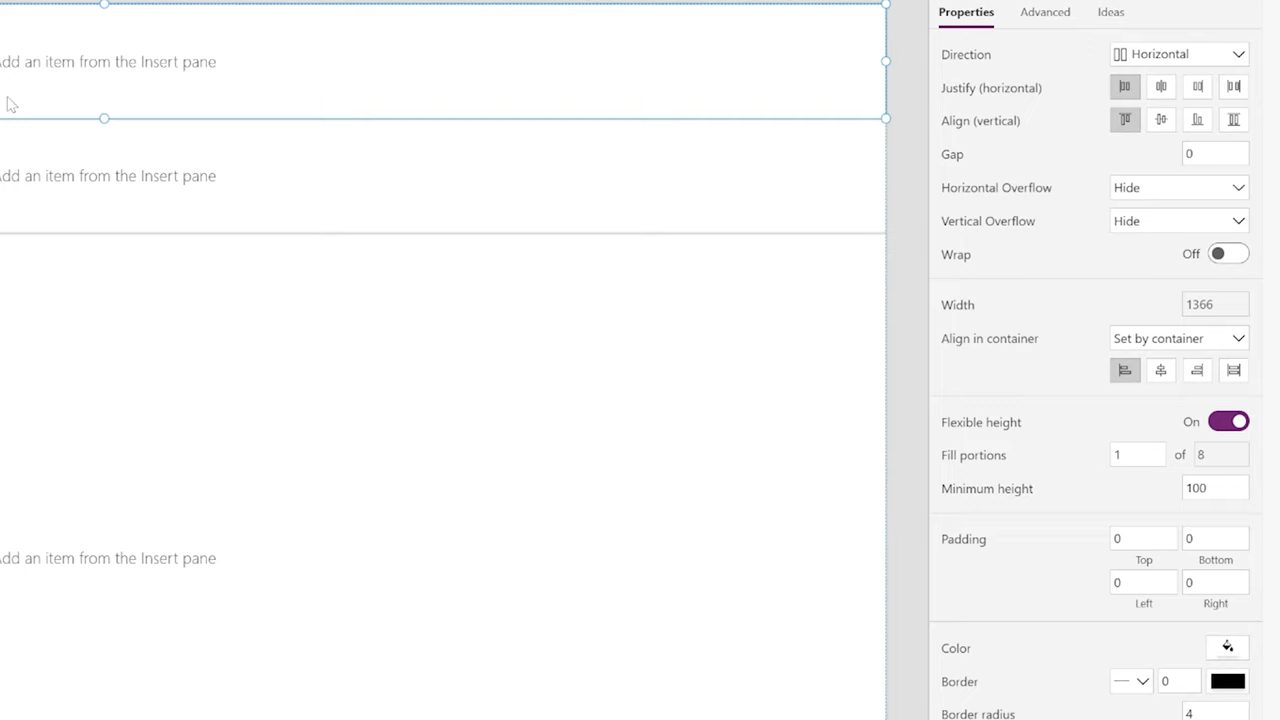 Properties Advanced Ideas
Direction Horizontal
Add an item from the Insert pane
Justify (horizontal)
Align (vertical)
Gap 0
Add an item from the Insert pane
Horizontal Overflow Hide
Vertical Overflow Hide
Wrap Off
Width 1366
Align in container Set by container
Flexible height On
Fill portions 1 of 8
Minimum height 100
Padding 0 0
Top Bottom
Add an item from the Insert pane
0 0
Left Right
Color
Border 0
Border radius 4